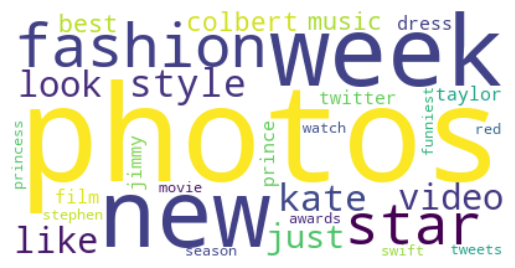 best colbert music dress
fashion week
look style
twitter taylor
photos
princess jimmy prince watch funniest red
film movie kate video
stephen new awards star
like season just swift tweets